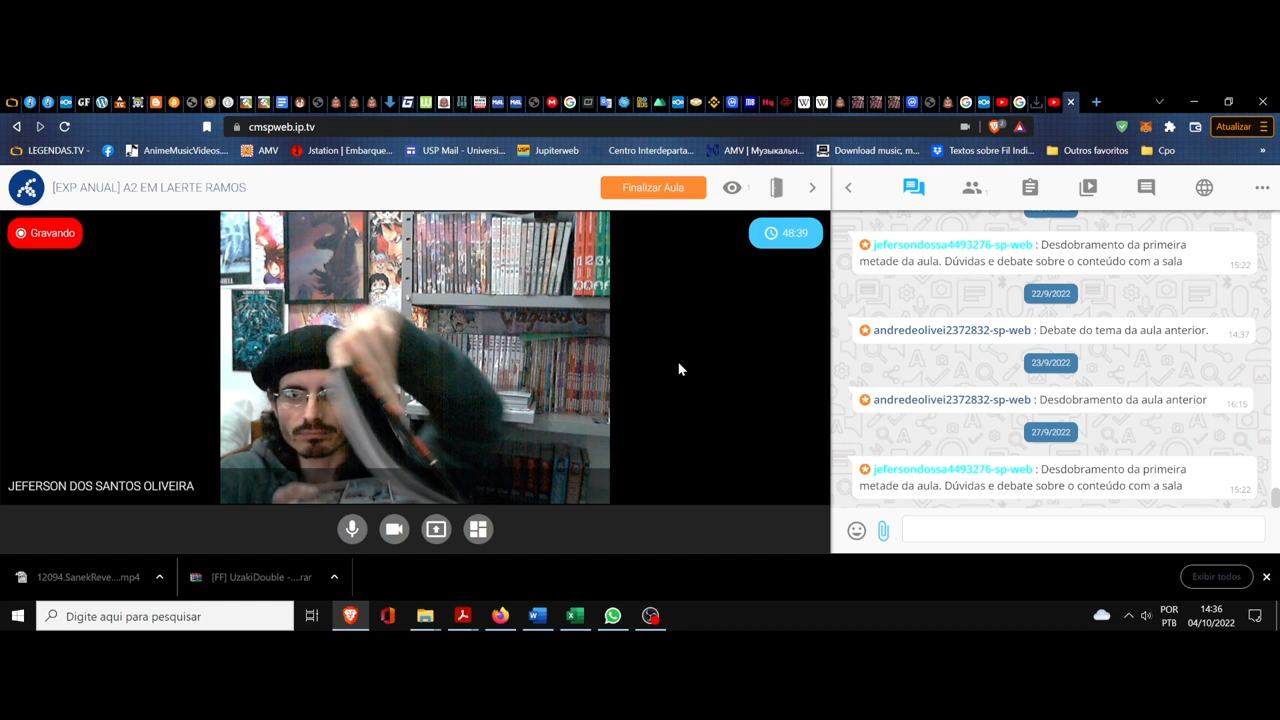 cmspweb.ip.tv
Atualizar
LEGENDAS.TV -
AnimeMusicVideos....
AMV
Jstation | Embarque...
USP Mail - Universi...
Jupiterweb
Centro Interdeparta...
AMV | Музыкальн...
Download music, m...
Textos sobre Fil Indi...
Outros favoritos
Cpo
»
[EXP ANUAL] A2 EM LAERTE RAMOS
Finalizar Aula
1
1
Gravando
48:39
Vagabond
JEFERSON DOS SANTOS OLIVEIRA
jefersondossa4493276-sp-web : Desdobramento da primeira
metade da aula. Dúvidas e debate sobre o conteúdo com a sala
15:22
22/9/2022
andredeolivei2372832-sp-web : Debate do tema da aula anterior.
14:37
23/9/2022
andredeolivei2372832-sp-web : Desdobramento da aula anterior
16:15
27/9/2022
jefersondossa4493276-sp-web : Desdobramento da primeira
metade da aula. Dúvidas e debate sobre o conteúdo com a sala
15:22
12094.SanekReve....mp4
[FF] UzakiDouble -....rar
Exibir todos
Digite aqui para pesquisar
POR
PTB
14:36
04/10/2022